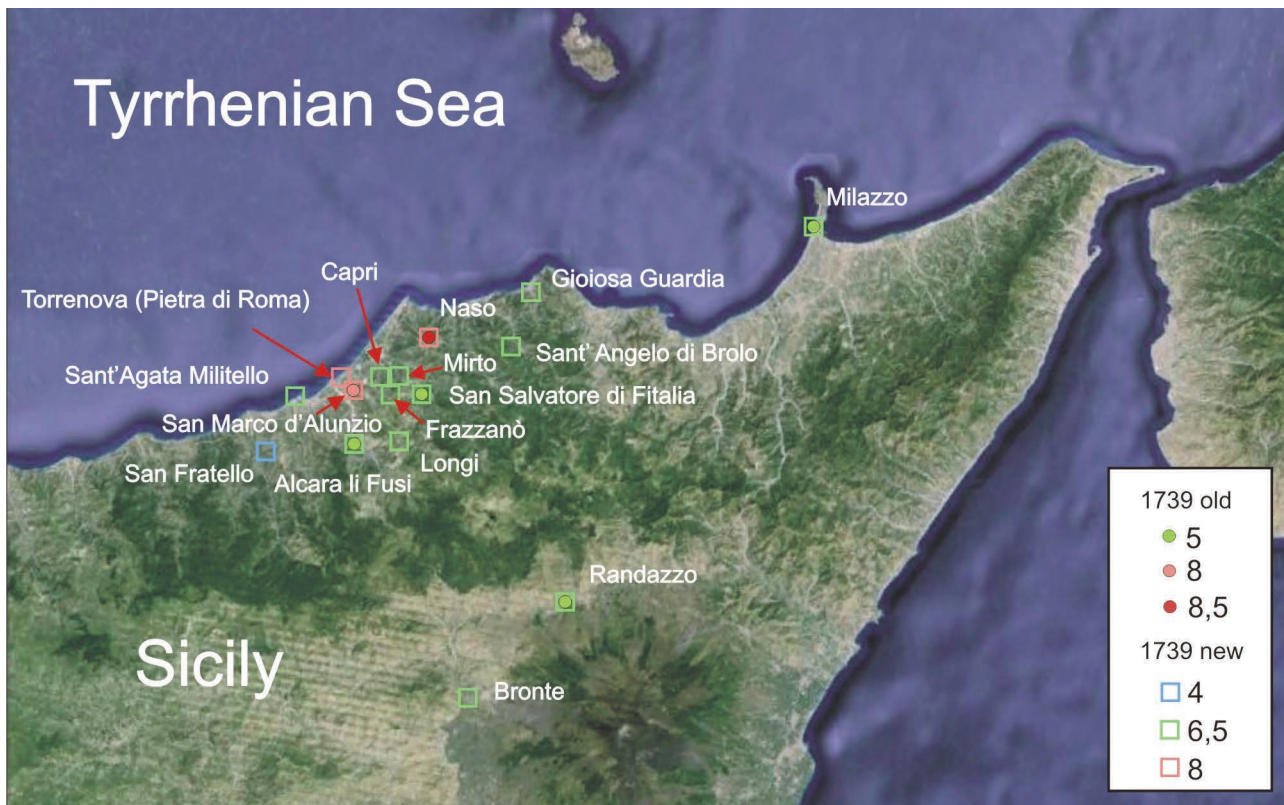 Tyrrhenian Sea
Milazzo
Capri
Gioiosa Guardia
Torrenova (Pietra di Roma)
Naso
Sant' Angelo di Brolo
Mirto
Sant'Agata Militello
San Salvatore di Fitalia
San Marco d'Alunzio
Frazzanò
Longi
San Fratello
Alcara li Fusi
Randazzo
Sicily
Bronte
1739 old
5
8
8,5
1739 new
4
6,5
8